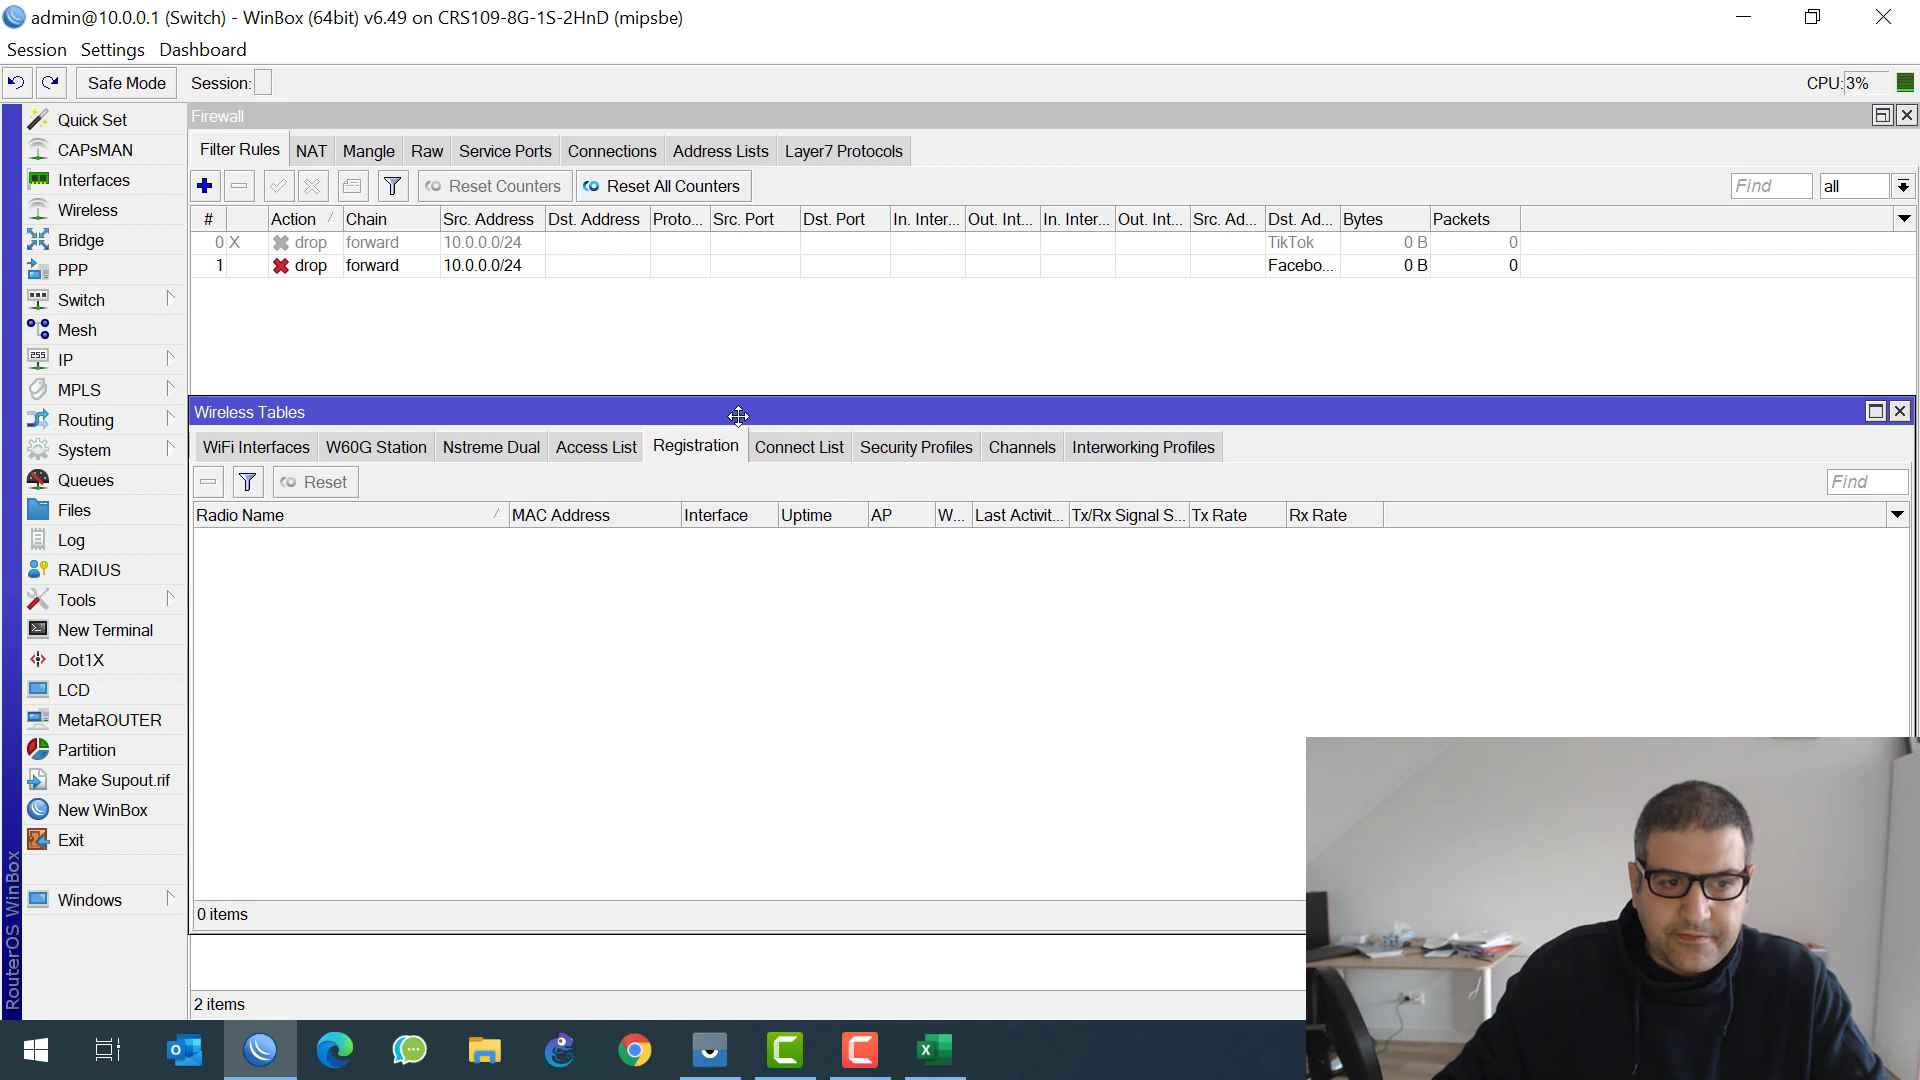 admin@10.0.0.1 (Switch) - WinBox (64bit) v6.49 on CRS109-8G-1S-2HnD (mipsbe)
Session Settings Dashboard
Safe Mode Session: CPU: 3%
Quick Set
CAPsMAN
Interfaces
Wireless
Bridge
PPP
Switch
Mesh
IP
MPLS
Routing
System
Queues
Files
Log
RADIUS
Tools
New Terminal
Dot1X
LCD
MetaROUTER
Partition
Make Supout.rif
New WinBox
Exit
Windows
RouterOS WinBox
Firewall
Filter Rules NAT Mangle Raw Service Ports Connections Address Lists Layer7 Protocols
Reset Counters Reset All Counters Find all
# Action Chain Src. Address Dst. Address Proto... Src. Port Dst. Port In. Inter... Out. Int... In. Inter... Out. Int... Src. Ad... Dst. Ad... Bytes Packets
0 X drop forward 10.0.0.0/24 TikTok 0 B 0
1 drop forward 10.0.0.0/24 Facebo... 0 B 0
Wireless Tables
WiFi Interfaces W60G Station Nstreme Dual Access List Registration Connect List Security Profiles Channels Interworking Profiles
Reset Find
Radio Name MAC Address Interface Uptime AP W... Last Activit... Tx/Rx Signal S... Tx Rate Rx Rate
0 items
2 items